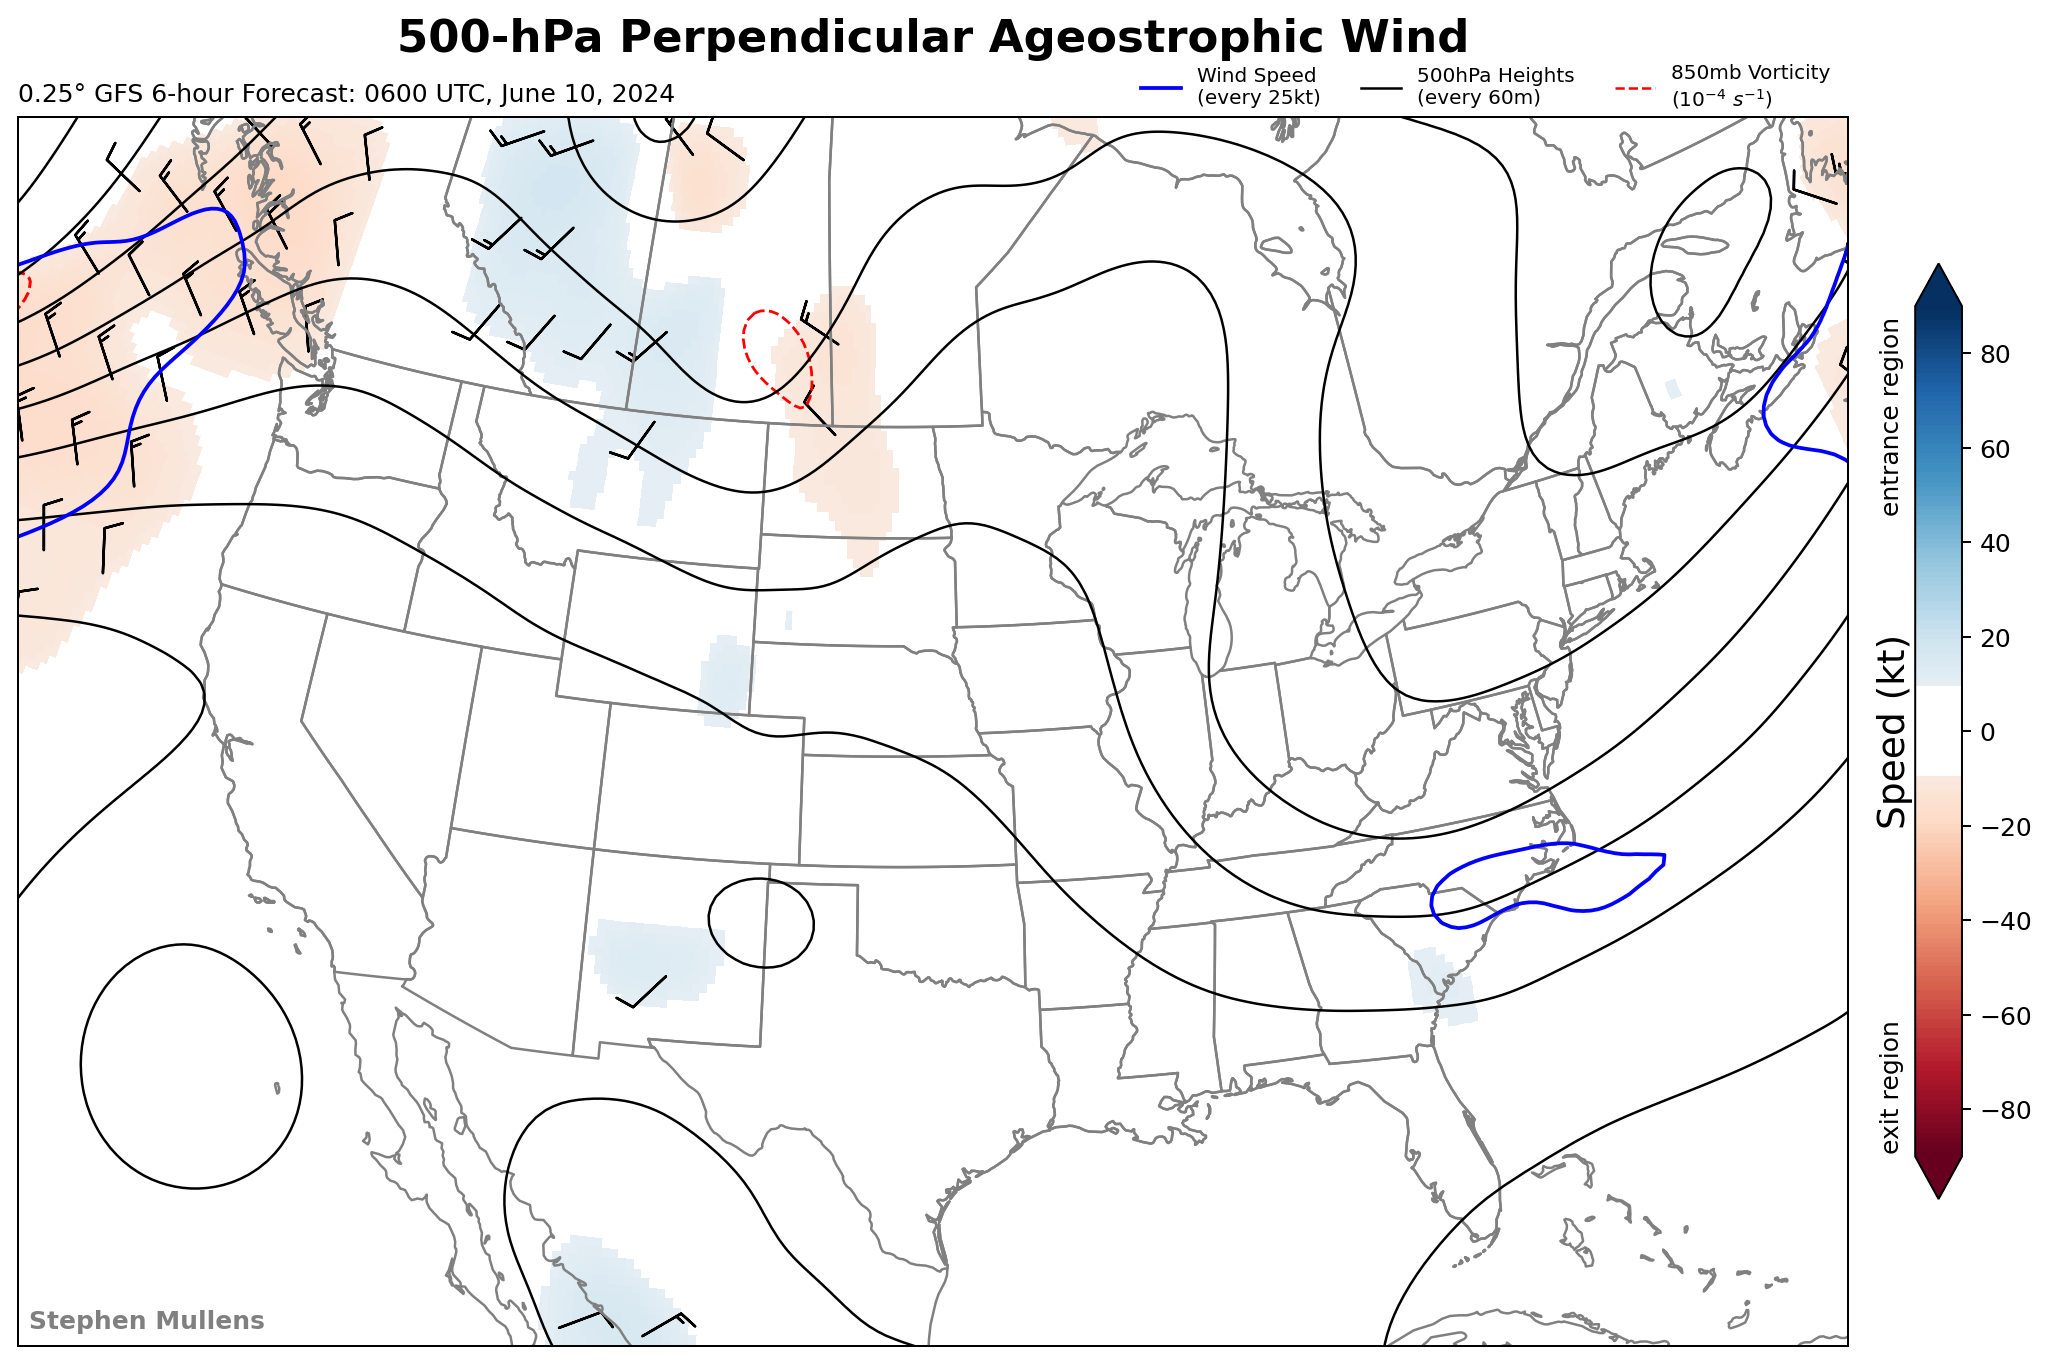 500-hPa Perpendicular Ageostrophic Wind
0.25° GFS 6-hour Forecast: 0600 UTC, June 10, 2024
Wind Speed
(every 25kt)
500hPa Heights
(every 60m)
850mb Vorticity
(10⁻⁴ s⁻¹)
entrance region
Speed (kt)
exit region
80
60
40
20
0
−20
−40
−60
−80
Stephen Mullens